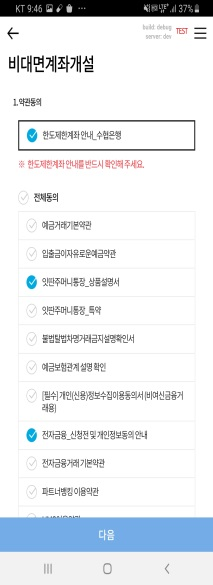 KT 9:46
37%
build: debug
server: dev
TEST
비대면계좌개설
1. 약관동의
한도제한계좌 안내_수협은행
※ 한도제한계좌 안내를 반드시 확인해 주세요.
전체동의
예금거래기본약관
입출금이자유로운예금약관
잇딴주머니통장_상품설명서
잇딴주머니통장_특약
불법탈법차명거래금지설명확인서
예금보험관계 설명 확인
[필수] 개인(신용)정보수집이용동의서 (비여신금융거
래용)
전자금융_신청전 및 개인정보동의 안내
전자금융거래 기본약관
파트너뱅킹 이용약관
다음